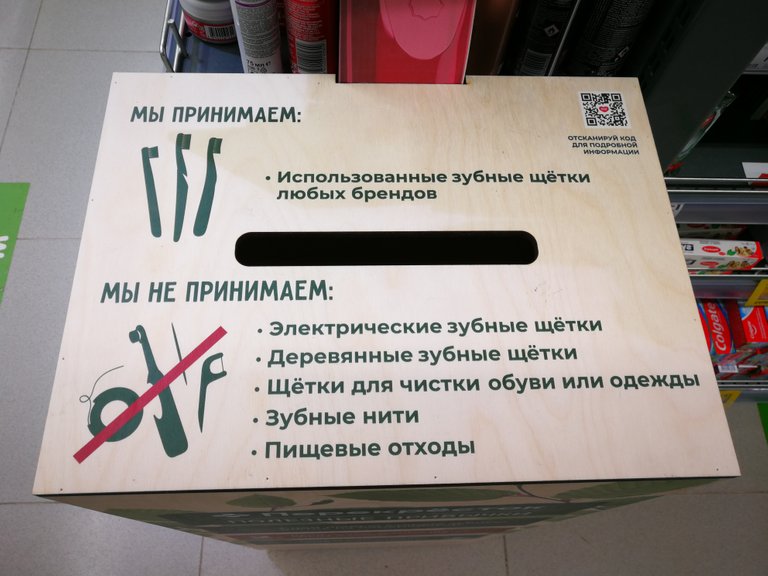 МЫ ПРИНИМАЕМ:
ОТСКАНИРУЙ КОД
ДЛЯ ПОДРОБНОЙ
ИНФОРМАЦИИ
• Использованные зубные щётки
любых брендов
МЫ НЕ ПРИНИМАЕМ:
• Электрические зубные щётки
• Деревянные зубные щётки
• Щётки для чистки обуви или одежды
• Зубные нити
• Пищевые отходы
Colgate